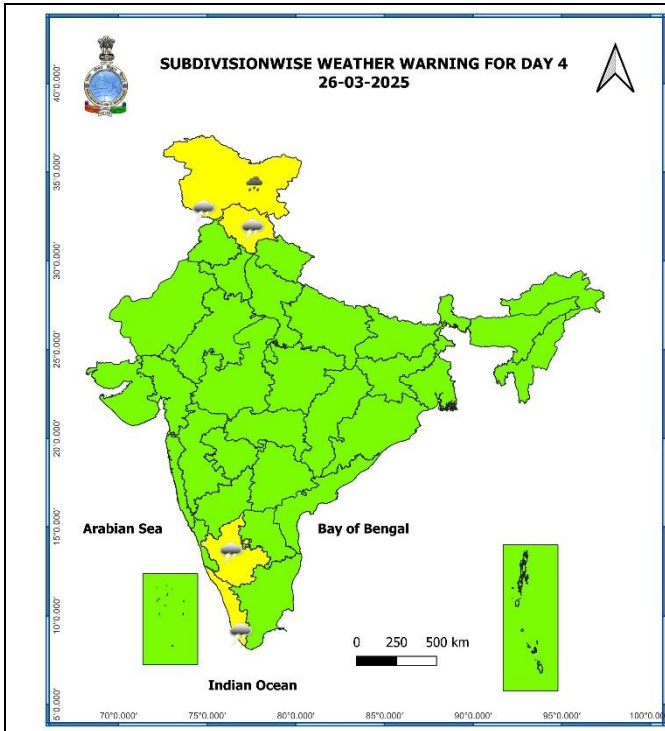 SUBDIVISIONWISE WEATHER WARNING FOR DAY 4
26-03-2025
40°0.000'
35°0.000'
30°0.000'
25°0.000'
20°0.000'
15°0.000'
10°0.000'
5°0.000'
Arabian Sea
Bay of Bengal
0 250 500 km
Indian Ocean
70°0.000' 75°0.000' 80°0.000' 85°0.000' 90°0.000' 95°0.000'